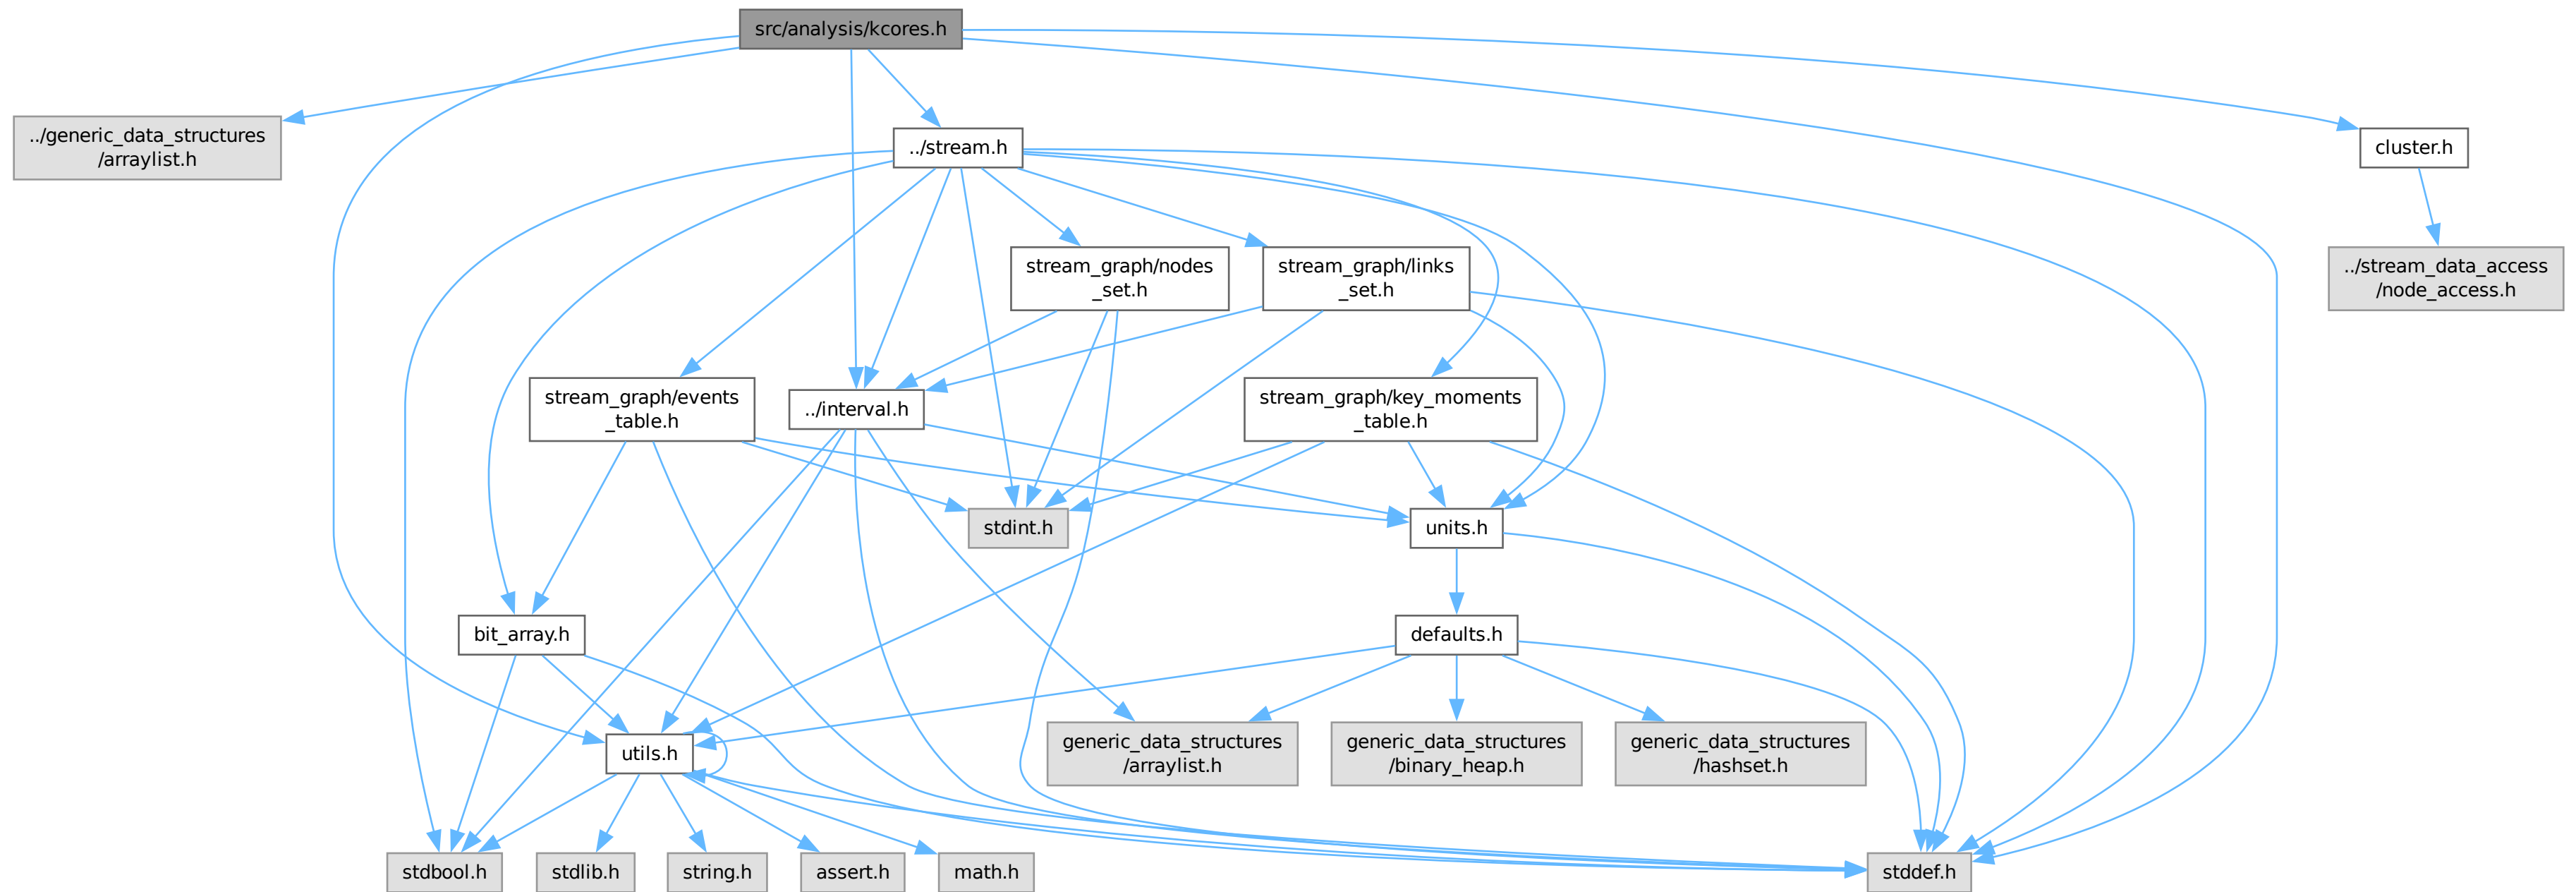 src/analysis/kcores.h
../generic_data_structures
/arraylist.h
../stream.h
cluster.h
stream_graph/nodes
_set.h
stream_graph/links
_set.h
../stream_data_access
/node_access.h
stream_graph/events
_table.h
../interval.h
stream_graph/key_moments
_table.h
stdint.h
units.h
bit_array.h
defaults.h
utils.h
generic_data_structures
/arraylist.h
generic_data_structures
/binary_heap.h
generic_data_structures
/hashset.h
stdbool.h
stdlib.h
string.h
assert.h
math.h
stddef.h